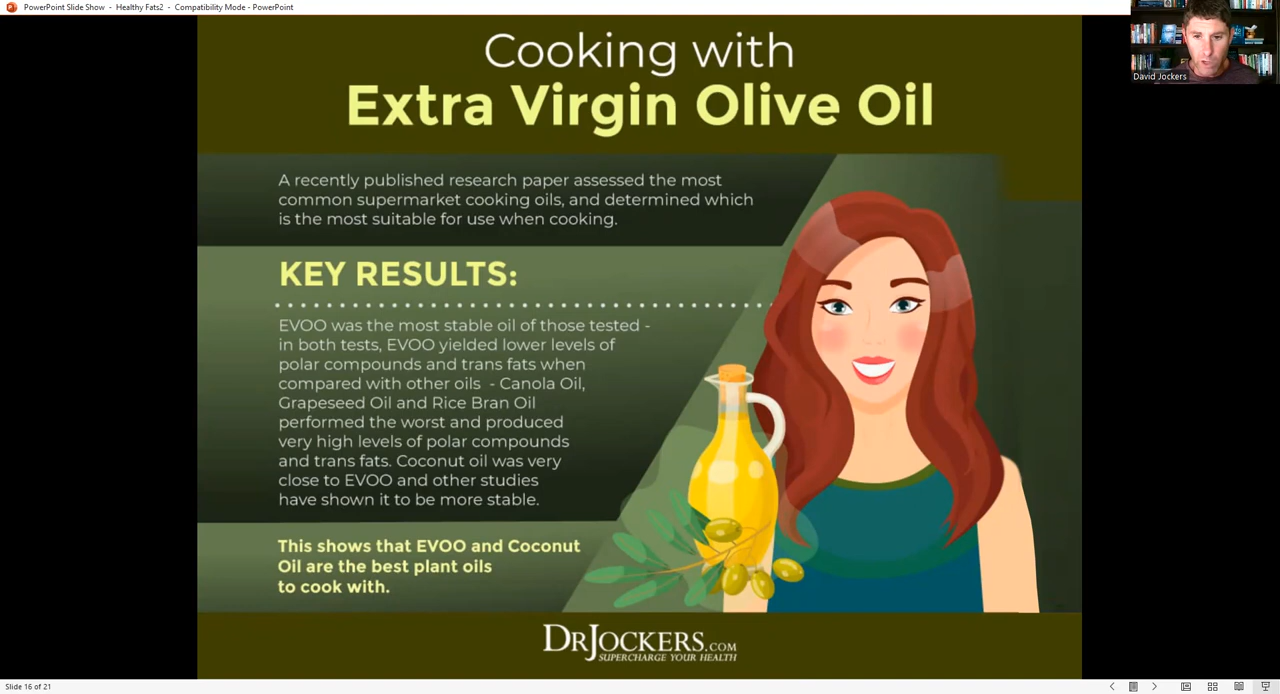 PowerPoint Slide Show - Healthy Fats2 - Compatibility Mode - PowerPoint
David Jockers
Cooking with
Extra Virgin Olive Oil
A recently published research paper assessed the most
common supermarket cooking oils, and determined which
is the most suitable for use when cooking.
KEY RESULTS:
EVOO was the most stable oil of those tested -
in both tests, EVOO yielded lower levels of
polar compounds and trans fats when
compared with other oils - Canola Oil,
Grapeseed Oil and Rice Bran Oil
performed the worst and produced
very high levels of polar compounds
and trans fats. Coconut oil was very
close to EVOO and other studies
have shown it to be more stable.
This shows that EVOO and Coconut
Oil are the best plant oils
to cook with.
DRJOCKERS.COM
SUPERCHARGE YOUR HEALTH
Slide 16 of 21